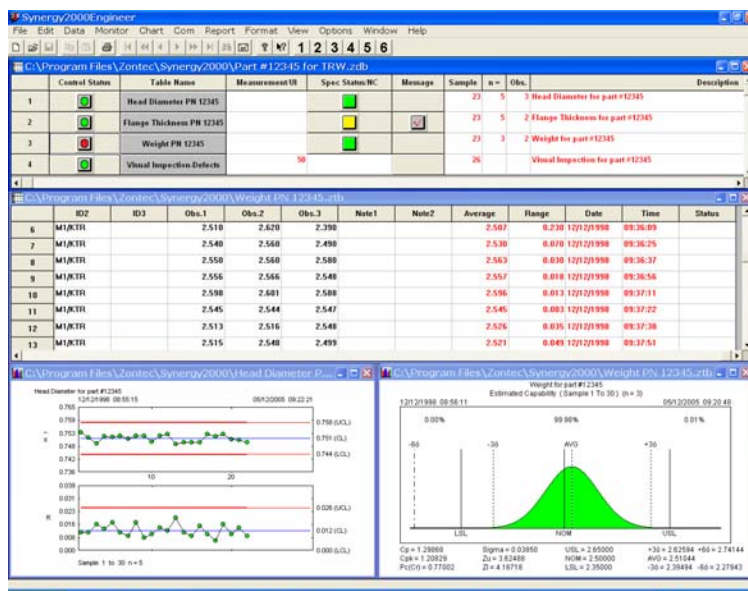 Synergy2000Engineer
File Edit Data Monitor Chart Com Report Format View Options Window Help
1 2 3 4 5 6
C:\Program Files\Zontec\Synergy2000\Part #12345 for TRW.zdb
Control Status Table Name Measurement UI Spec Status/NC Message Sample n = Obs. Description
1 Head Diameter PN 12345 23 5 3 Head Diameter for part #12345
2 Flange Thickness PN 12345 23 5 2 Flange Thickness for part #12345
3 Weight PN 12345 23 3 2 Weight for part #12345
4 Visual Inspection-Defects 50 26 Visual Inspection for part #12345
C:\Program Files\Zontec\Synergy2000\Weight PN 12345.ztb
ID2 ID3 Obs.1 Obs.2 Obs.3 Note1 Note2 Average Range Date Time Status
6 M1/KTR 2.510 2.620 2.390 2.507 0.230 12/12/1998 09:36:09
7 M1/KTR 2.540 2.560 2.490 2.530 0.070 12/12/1998 09:36:25
8 M1/KTR 2.550 2.560 2.580 2.563 0.030 12/12/1998 09:36:37
9 M1/KTR 2.556 2.566 2.548 2.557 0.018 12/12/1998 09:36:56
10 M1/KTR 2.598 2.601 2.588 2.596 0.013 12/12/1998 09:37:11
11 M1/KTR 2.545 2.544 2.547 2.545 0.003 12/12/1998 09:37:22
12 M1/KTR 2.513 2.516 2.548 2.526 0.035 12/12/1998 09:37:38
13 M1/KTR 2.515 2.548 2.499 2.521 0.049 12/12/1998 09:37:51
C:\Program Files\Zontec\Synergy2000\Head Diameter P...
Head Diameter for part #12345
12/12/1998 08:55:15 05/12/2005 09:22:21
0.765
0.759
0.753
0.748
0.742
0.736
0.758 (UCL)
0.751 (CL)
0.744 (LCL)
10 20
0.039
0.031
0.023
0.016
0.008
0.000
R
0.026 (UCL)
0.012 (CL)
0.000 (LCL)
Sample 1 to 30 n=5
C:\Program Files\Zontec\Synergy2000\Weight PN 12345.ztb
Weight for part #12345
Estimated Capability (Sample 1 To 30) (n = 3)
12/12/1998 08:56:11 05/12/2005 09:20:48
0.00% 99.98% 0.01%
-6σ -3σ AVG +3σ
LSL NOM USL
Cp = 1.29868 Sigma = 0.03850 USL = 2.65000 +3σ = 2.62594 +6σ = 2.74144
Cpk = 1.20829 Zu = 3.62488 NOM = 2.50000 AVG = 2.51044
Pc(Cr) = 0.77002 Zl = 4.16718 LSL = 2.35000 -3σ = 2.39494 -6σ = 2.27943